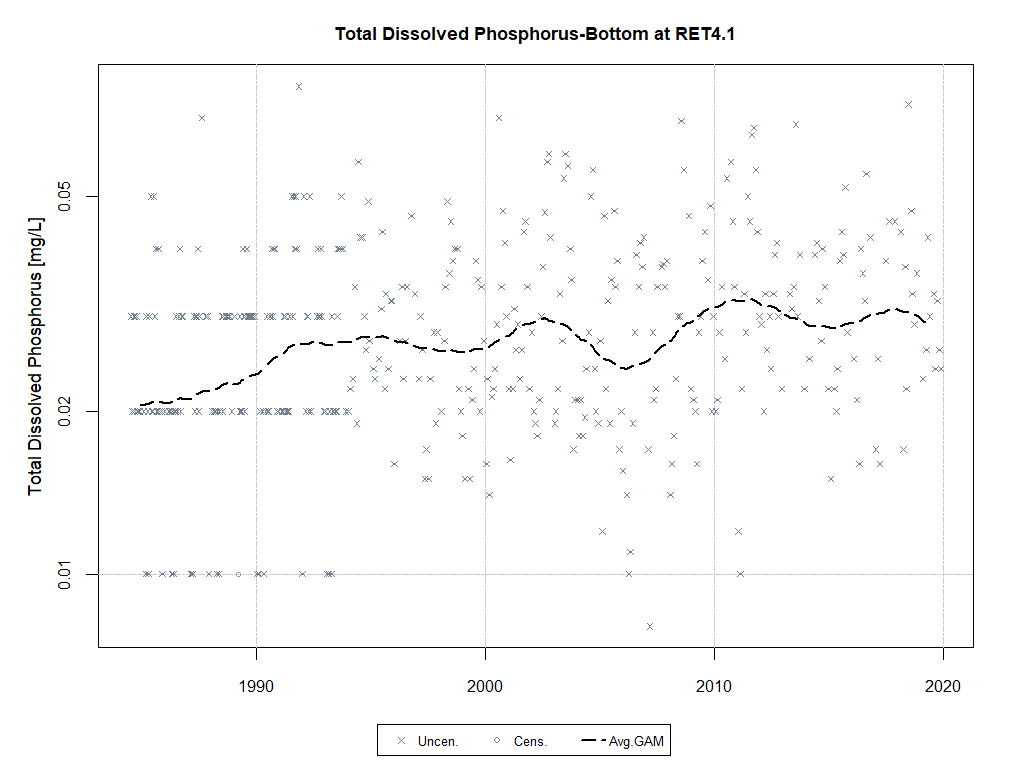 Total Dissolved Phosphorus-Bottom at RET4.1
Total Dissolved Phosphorus [mg/L]
0.05
0.02
0.01
1990 2000 2010 2020
Uncen. Cens. Avg.GAM